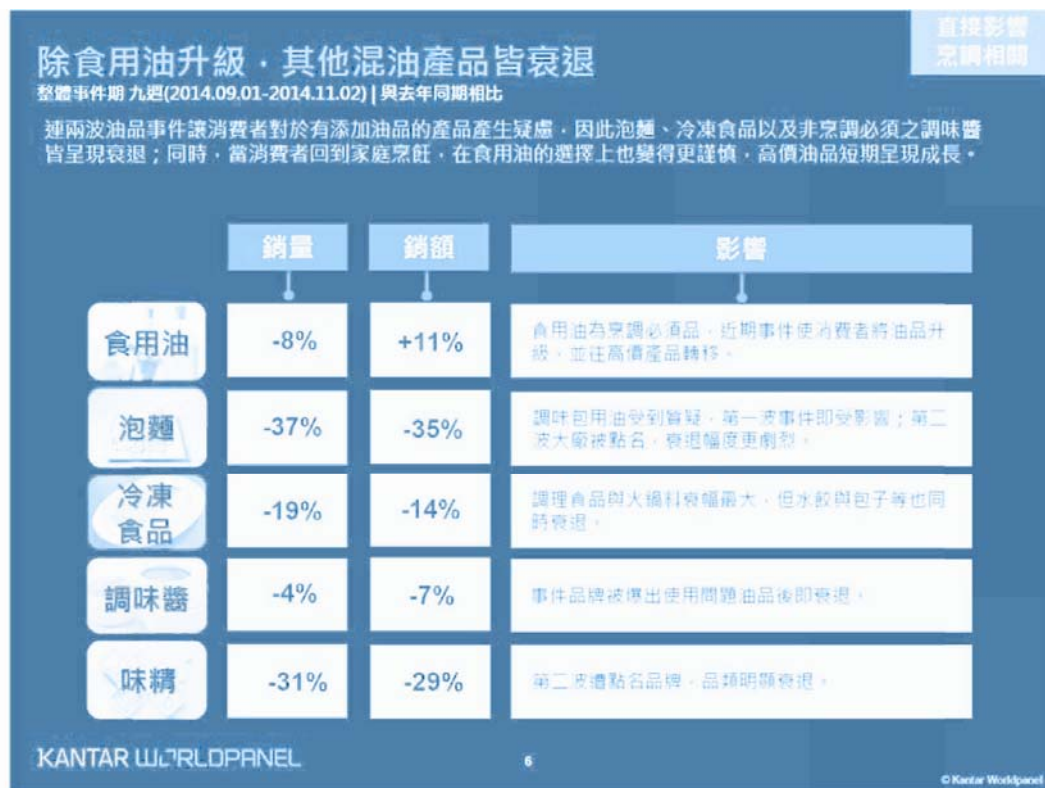 直接影響
烹調相關
除食用油升級，其他混油產品皆衰退
整體事件期 九週(2014.09.01-2014.11.02) | 與去年同期相比
連兩波油品事件讓消費者對於有添加油品的產品產生疑慮，因此泡麵、冷凍食品以及非烹調必須之調味醬
皆呈現衰退；同時，當消費者回到家庭烹飪，在食用油的選擇上也變得更謹慎，高價油品短期呈現成長。
銷量 銷額 影響
食用油 -8% +11%
食用油為烹調必須品，近期事件使消費者將油品升
級，並往高價產品轉移。
泡麵 -37% -35%
調味包用油受到質疑，第一波事件即受影響；第二
波大廠被點名，衰退幅度更劇烈。
冷凍
食品 -19% -14%
調理食品與火鍋料衰幅最大，但水餃與包子等也同
時衰退。
調味醬 -4% -7% 事件品牌被爆出使用問題油品後即衰退。
味精 -31% -29% 第二波遭點名品牌，品類明顯衰退。
KANTAR WORLDPANEL
6
© Kantar Worldpanel